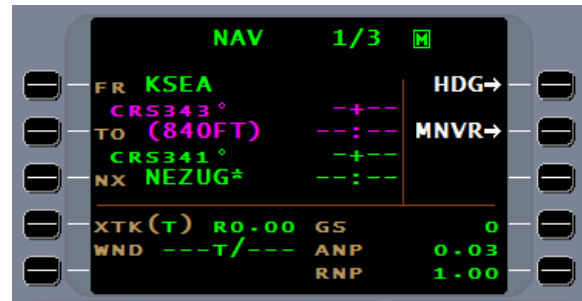 NAV 1/3 M
FR KSEA HDG→
CRS343° -+--
TO (840FT) --:-- MNVR→
CRS341° -+--
NX NEZUG* --:--
XTK(T) R0.00 GS 0
WND ---T/--- ANP 0.03
RNP 1.00